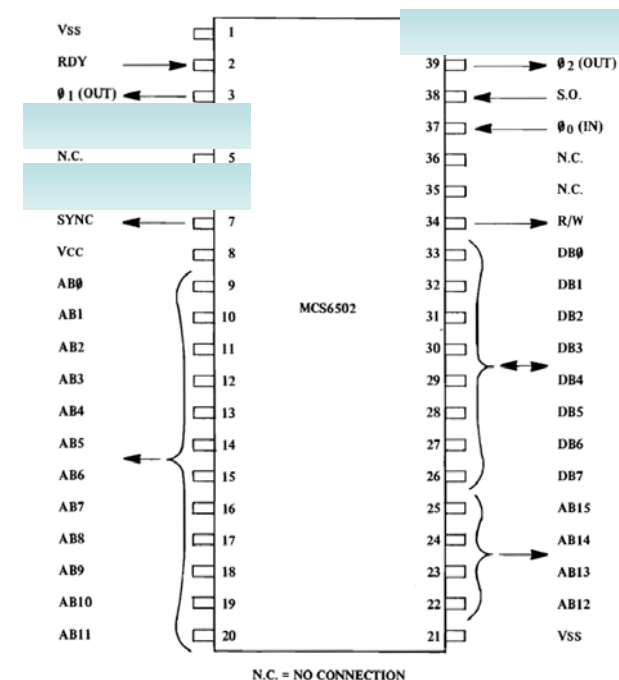 VSS 1
RDY 2 39 ø2 (OUT)
ø1 (OUT) 3 38 S.O.
37 ø0 (IN)
N.C. 5 36 N.C.
35 N.C.
SYNC 7 34 R/W
VCC 8 33 DBø
ABø 9 32 DB1
AB1 10 MCS6502 31 DB2
AB2 11 30 DB3
AB3 12 29 DB4
AB4 13 28 DB5
AB5 14 27 DB6
AB6 15 26 DB7
AB7 16 25 AB15
AB8 17 24 AB14
AB9 18 23 AB13
AB10 19 22 AB12
AB11 20 21 VSS
N.C. = NO CONNECTION